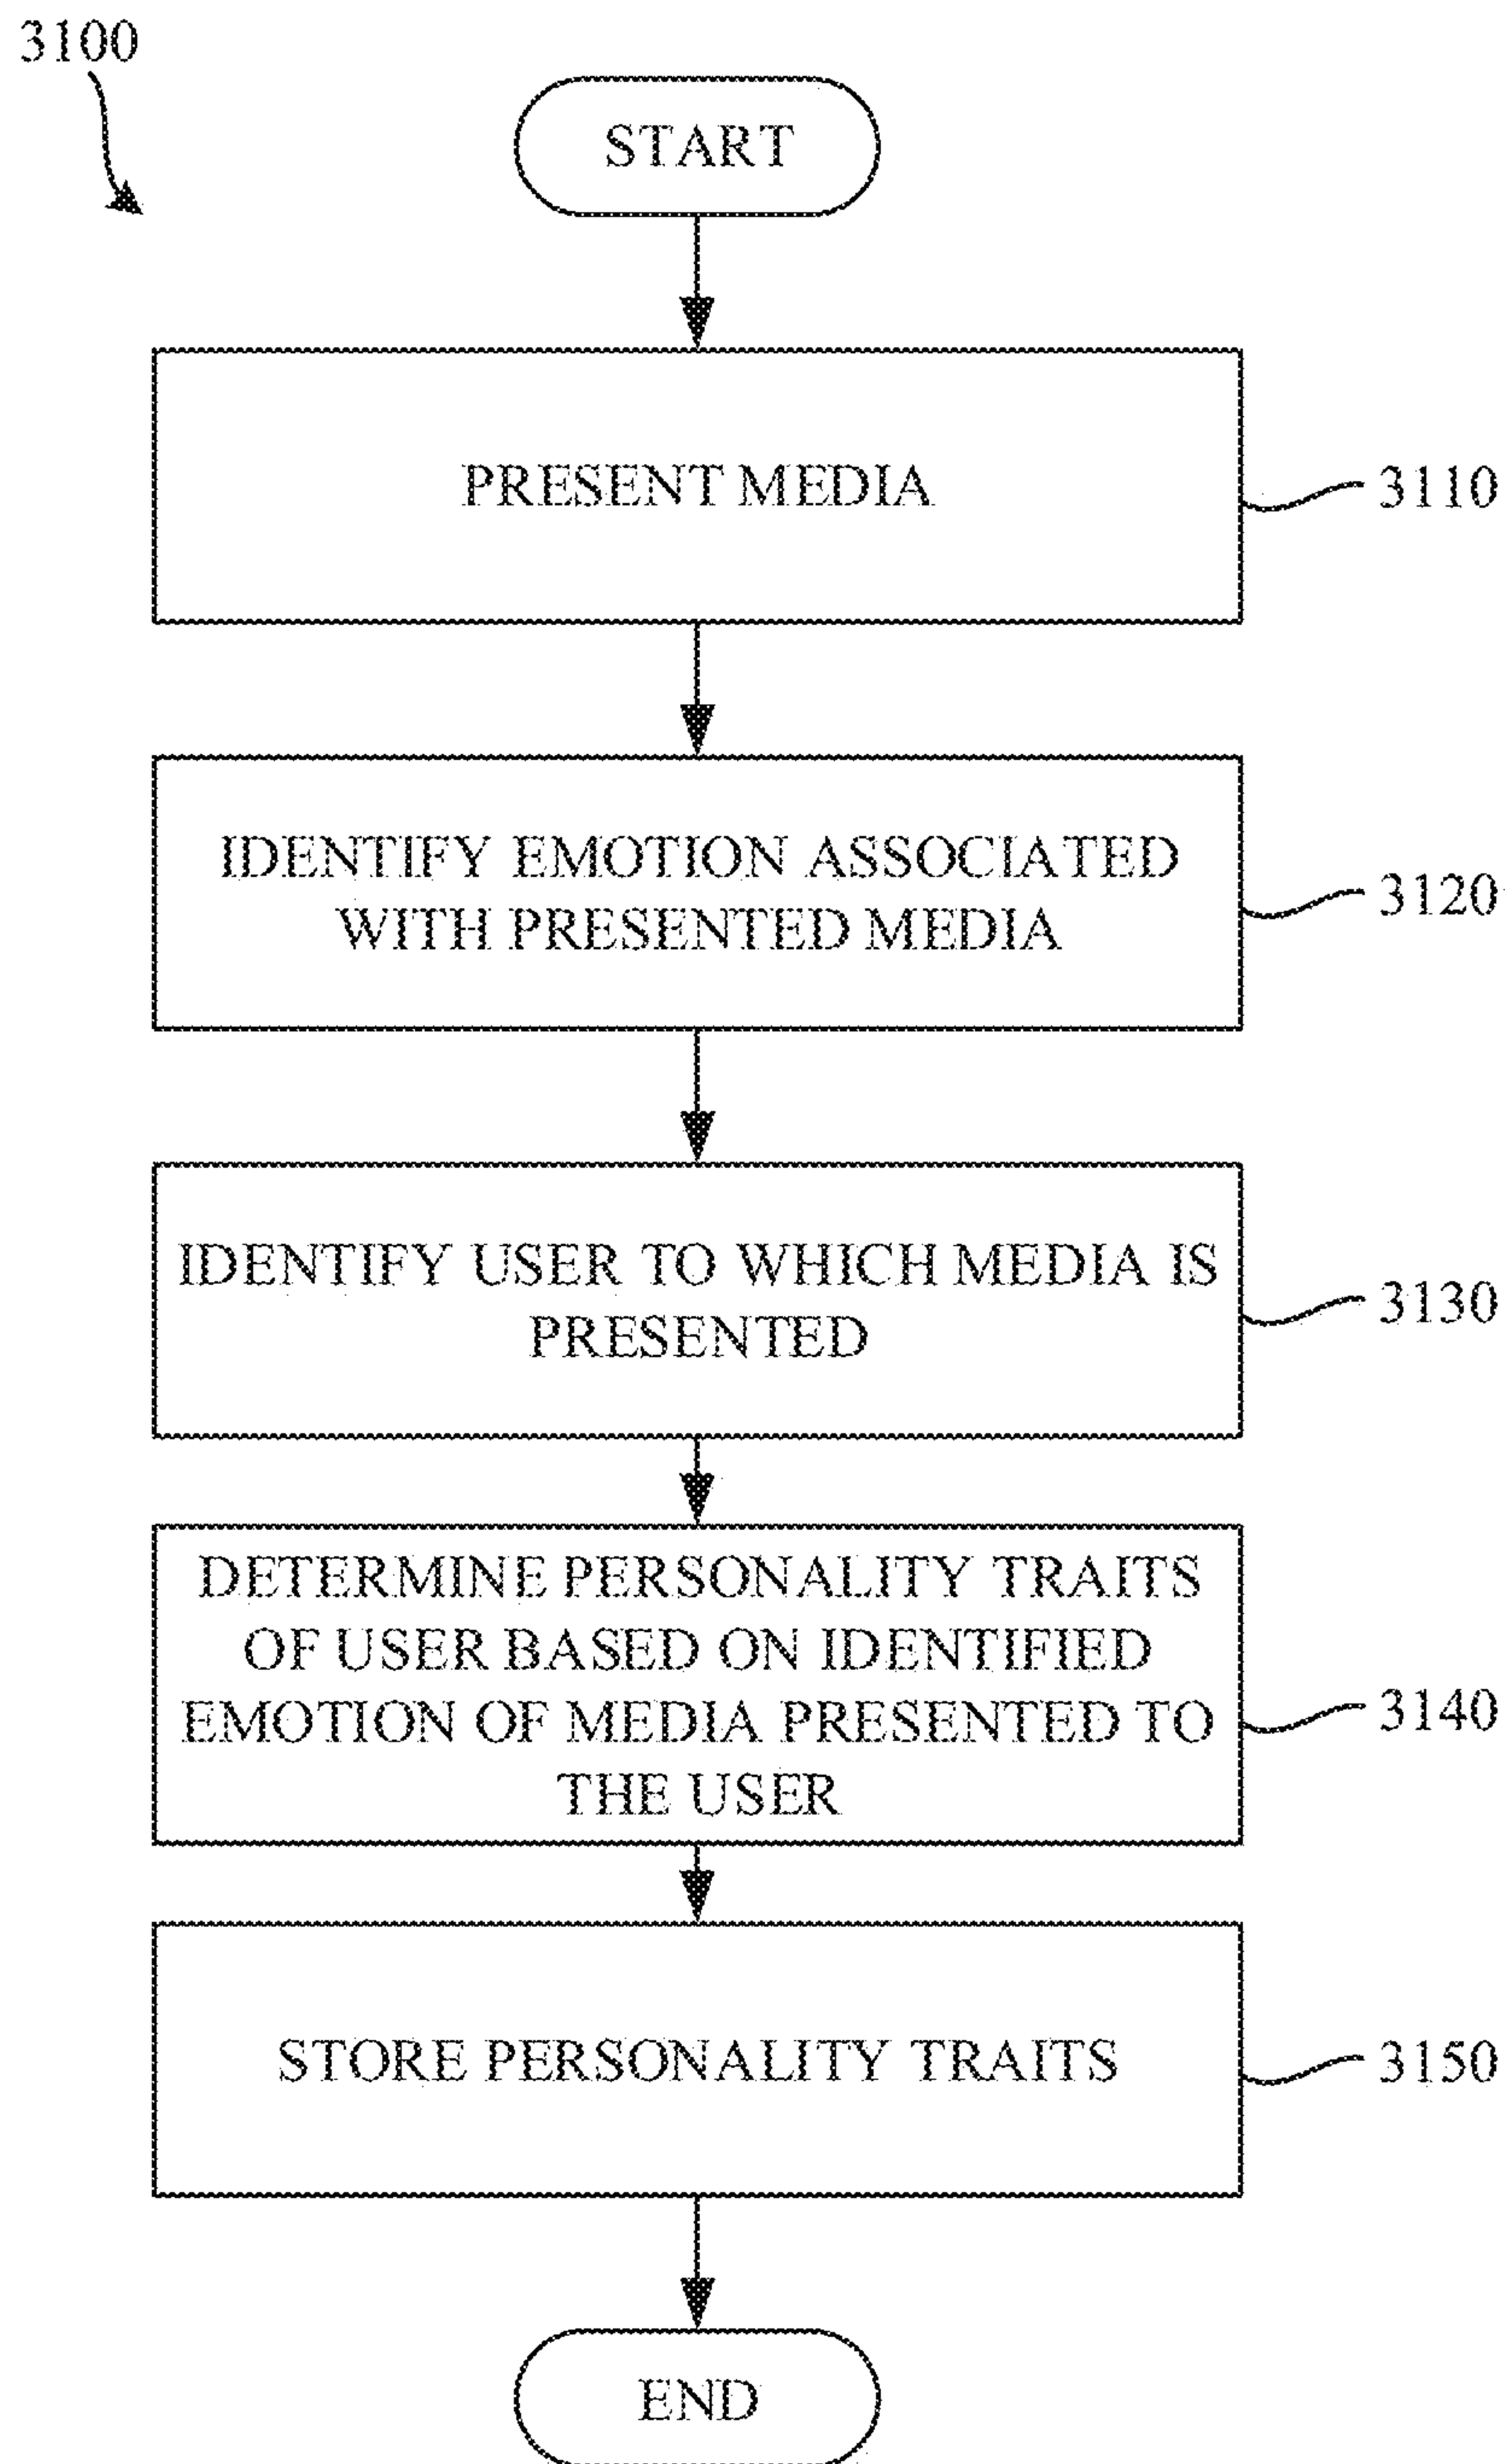 3100
START
PRESENT MEDIA
3110
IDENTIFY EMOTION ASSOCIATED
WITH PRESENTED MEDIA
3120
IDENTIFY USER TO WHICH MEDIA IS
PRESENTED
3130
DETERMINE PERSONALITY TRAITS
OF USER BASED ON IDENTIFIED
EMOTION OF MEDIA PRESENTED TO
THE USER
3140
STORE PERSONALITY TRAITS
3150
END